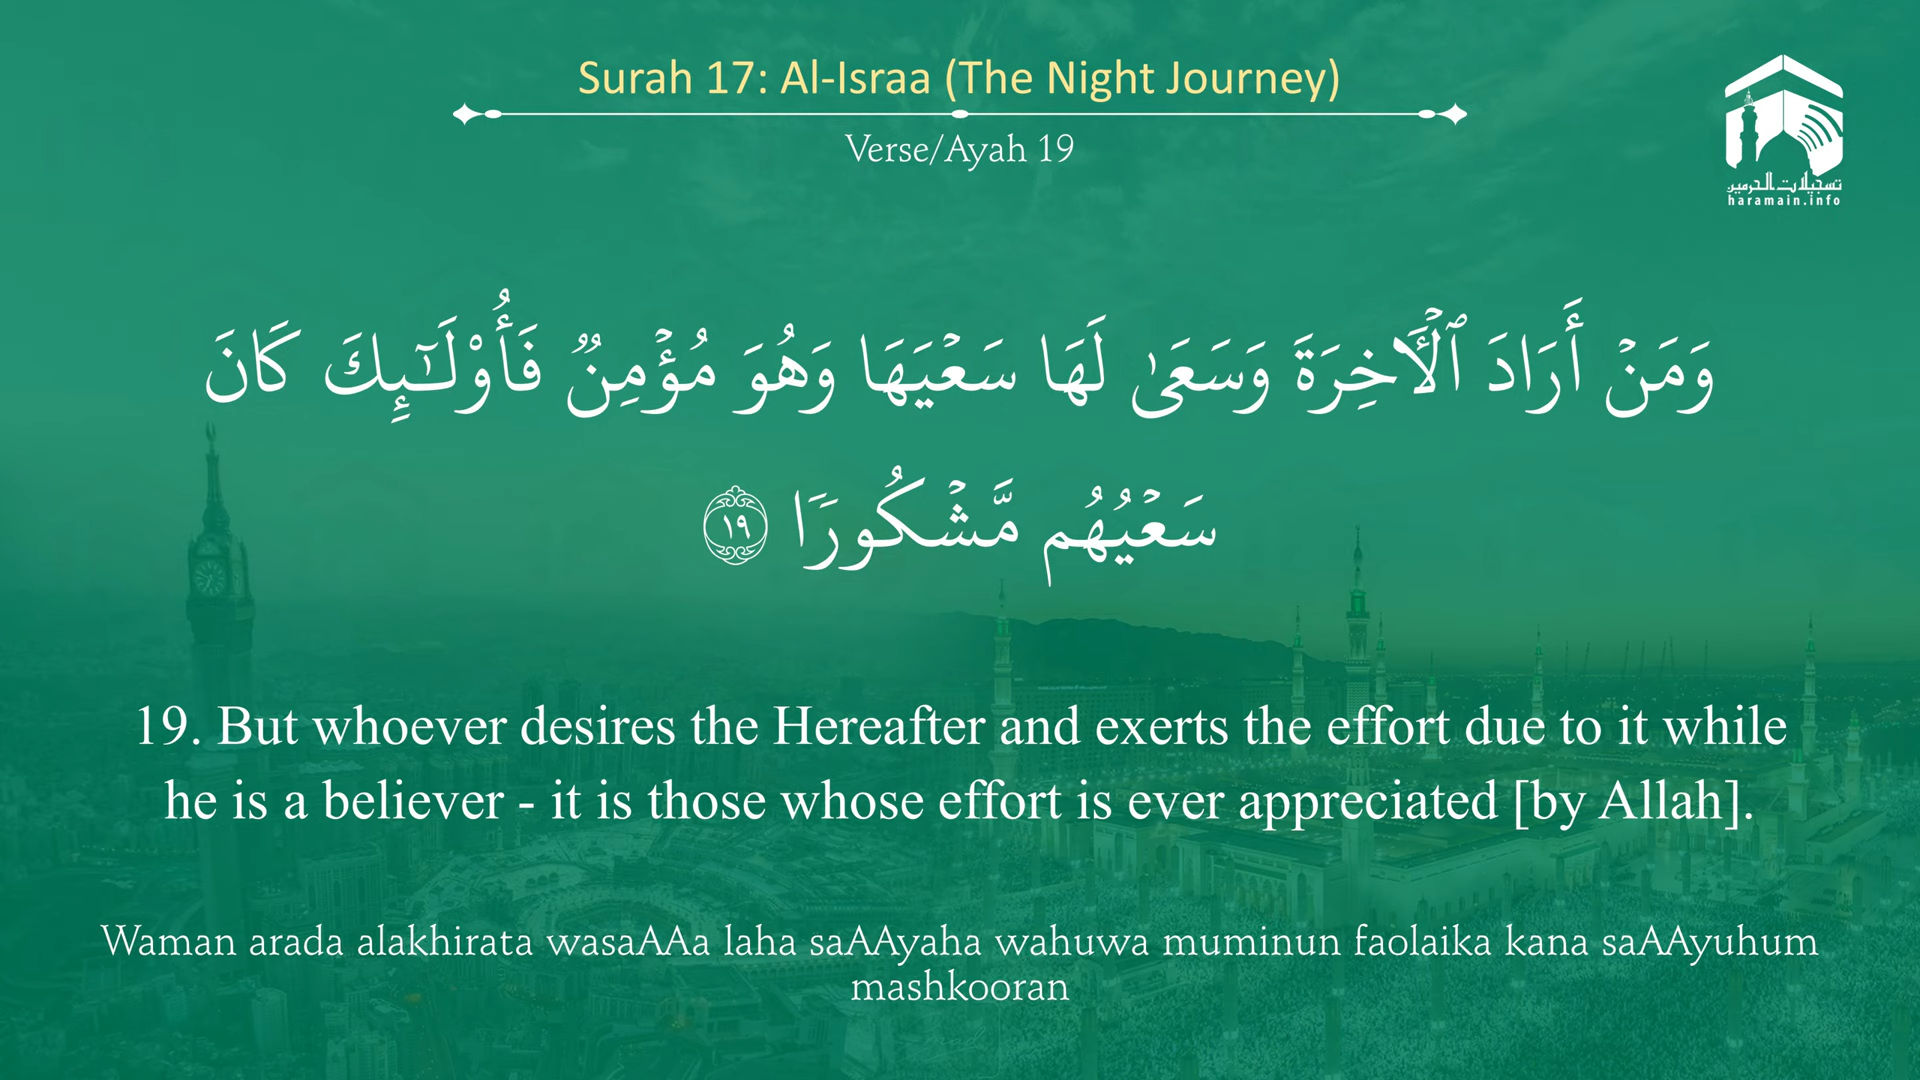 Surah 17: Al-Israa (The Night Journey)
Verse/Ayah 19
تسجيلات الحرمين
haramain.info
وَمَنْ أَرَادَ ٱلْـَٔاخِرَةَ وَسَعَىٰ لَهَا سَعْيَهَا وَهُوَ مُؤْمِنٌ فَأُو۟لَـٰٓئِكَ كَانَ
سَعْيُهُم مَّشْكُورًا ١٩
19. But whoever desires the Hereafter and exerts the effort due to it while
he is a believer - it is those whose effort is ever appreciated [by Allah].
Waman arada alakhirata wasaAAa laha saAAyaha wahuwa muminun faolaika kana saAAyuhum
mashkooran